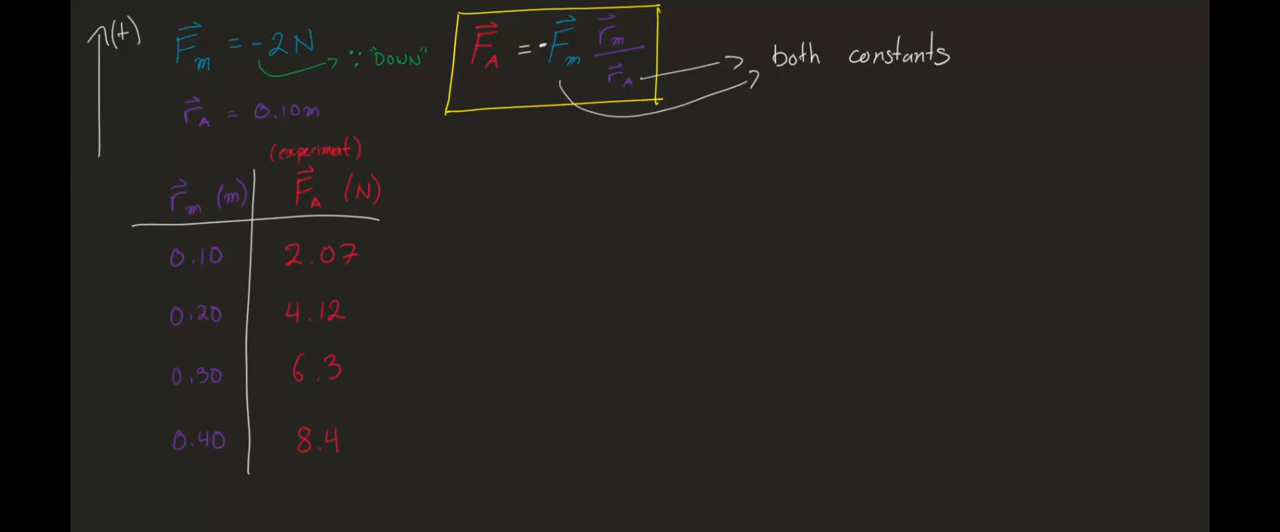 (+)
F⃗m = -2N
∵ "DOWN"
F⃗A = -F⃗m r⃗m / r⃗A
both constants
r⃗A = 0.10m
(experiment)
r⃗m (m) F⃗A (N)
0.10 2.07
0.20 4.12
0.30 6.3
0.40 8.4